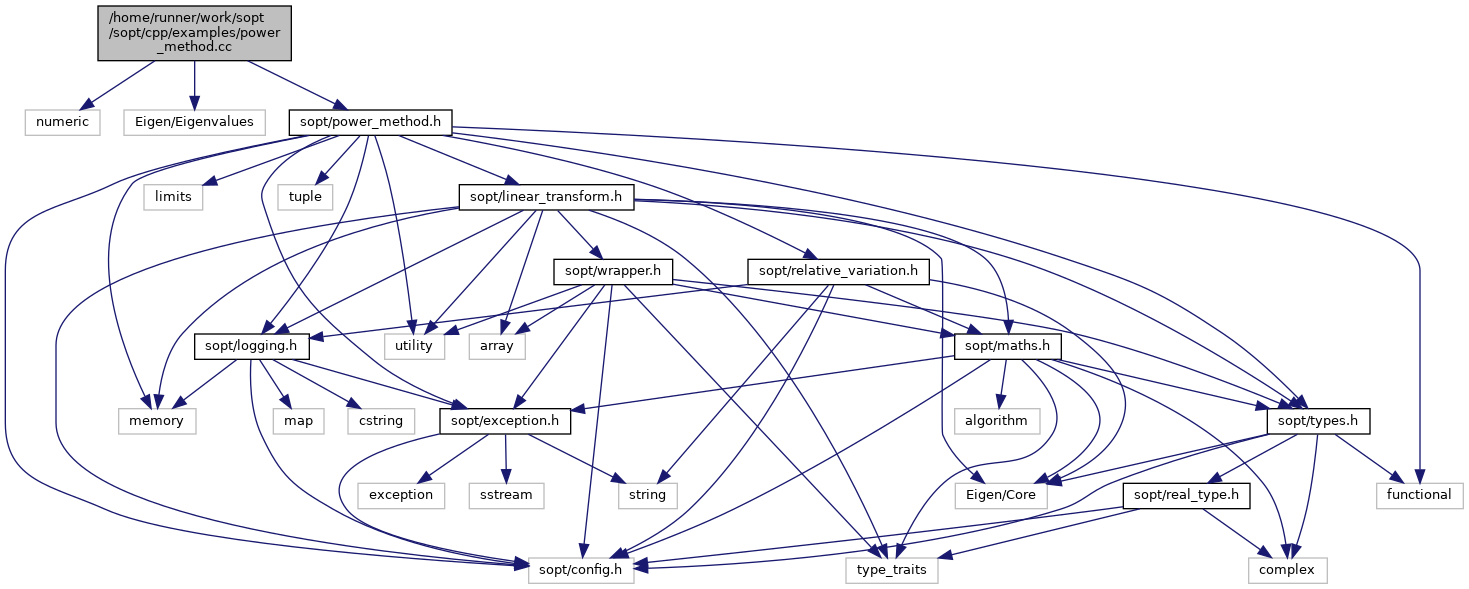 /home/runner/work/sopt
/sopt/cpp/examples/power
_method.cc
numeric
Eigen/Eigenvalues
sopt/power_method.h
limits
tuple
sopt/linear_transform.h
sopt/wrapper.h
sopt/relative_variation.h
sopt/logging.h
utility
array
sopt/maths.h
memory
map
cstring
sopt/exception.h
algorithm
sopt/types.h
exception
sstream
string
Eigen/Core
sopt/real_type.h
functional
sopt/config.h
type_traits
complex